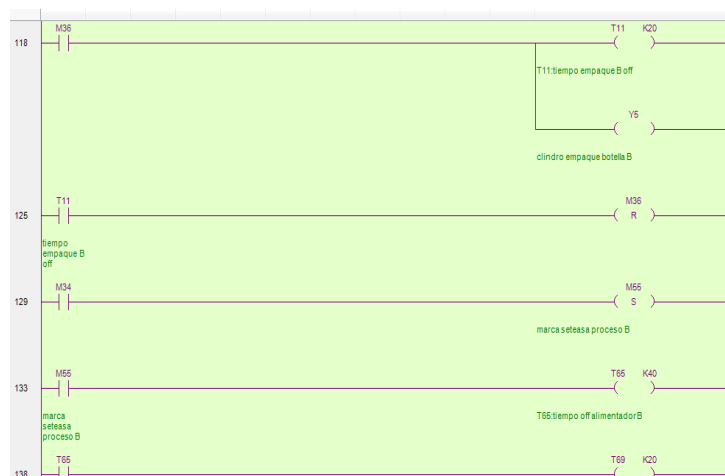 M36 T11 K20
118
T11:tiempo empaque B off
Y5
clindro empaque botella B
T11 M36
125 R
tiempo
empaque B
off
M34 M55
129 S
marca seteasa proceso B
M55 T65 K40
133
marca
seteasa
proceso B
T65:tiempo off alimentador B
T65 T69 K20
138